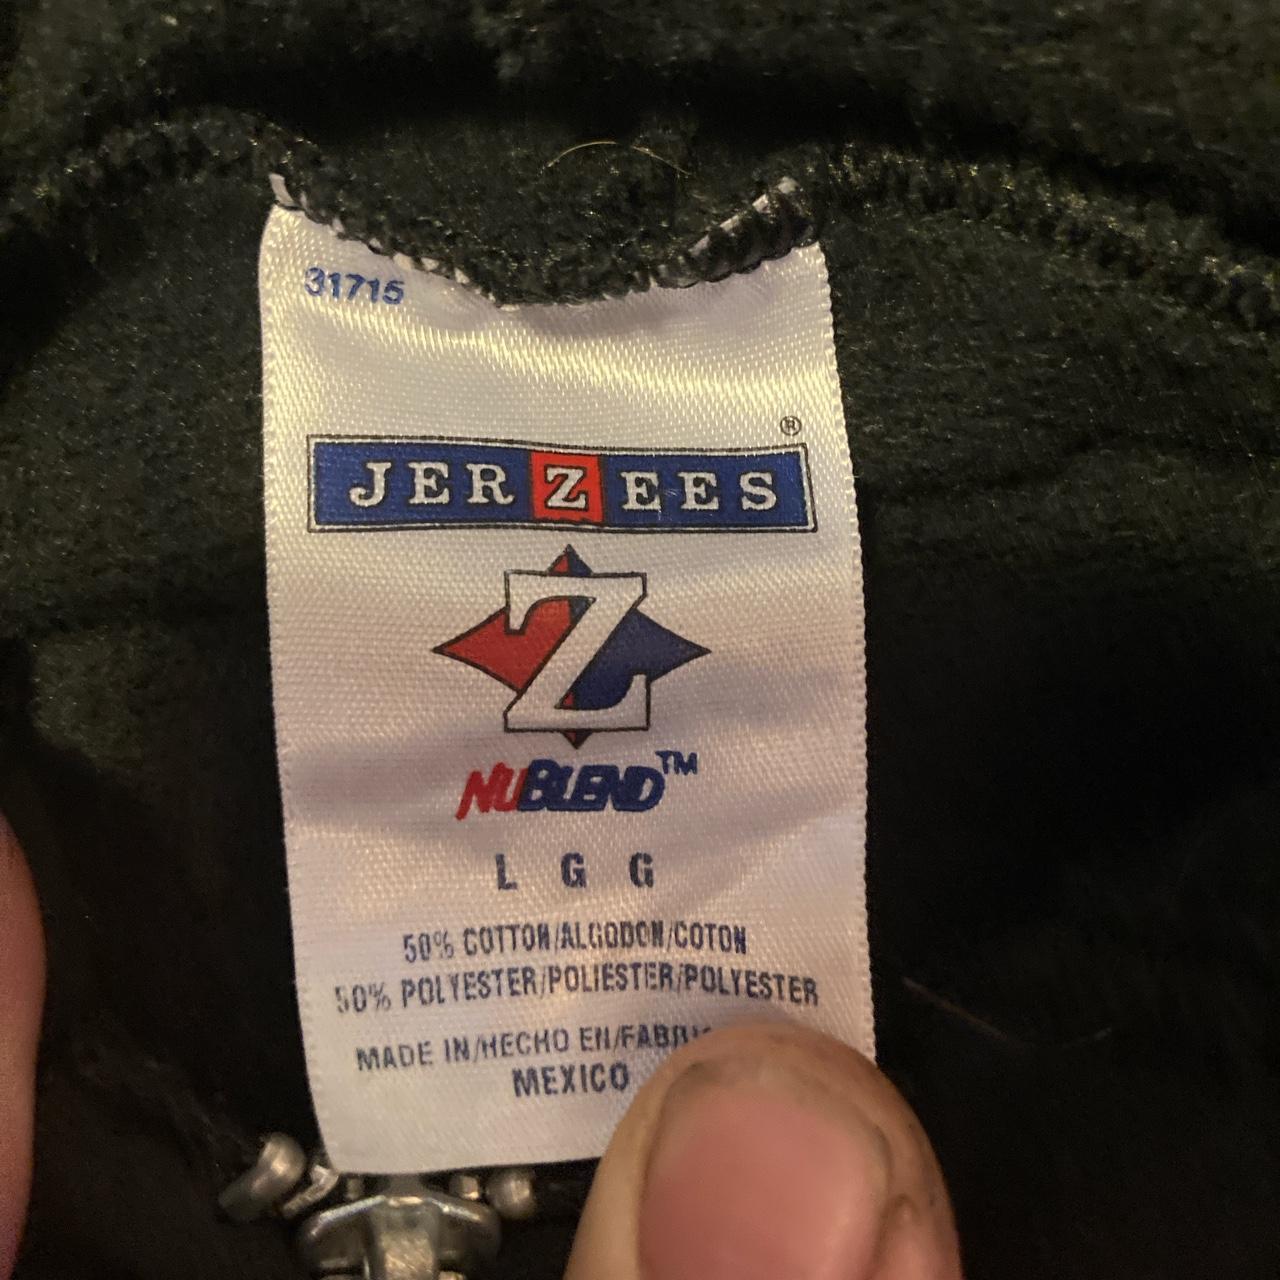 31715
JERZEES®
Z
NUBLEND™
L G G
50% COTTON/ALGODON/COTON
50% POLYESTER/POLIESTER/POLYESTER
MADE IN/HECHO EN/
MEXICO